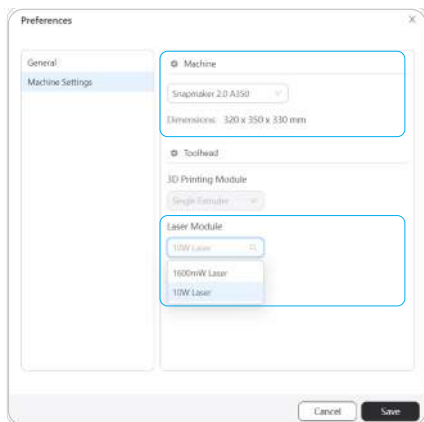 Preferences
General
Machine Settings
Machine
Snapmaker 2.0 A350
Dimensions: 320 x 350 x 330 mm
Toolhead
3D Printing Module
Single Extruder
Laser Module
10W Laser
1600mW Laser
10W Laser
Cancel
Save